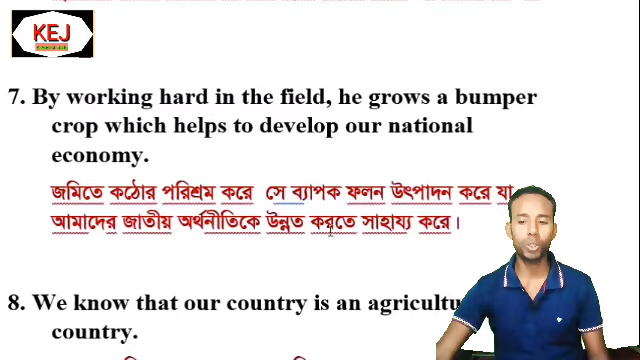 KEJ
7. By working hard in the field, he grows a bumper
crop which helps to develop our national
economy.
জমিতে কঠোর পরিশ্রম করে সে ব্যাপক ফলন উৎপাদন করে যা
আমাদের জাতীয় অর্থনীতিকে উন্নত করতে সাহায্য করে।
8. We know that our country is an
country.